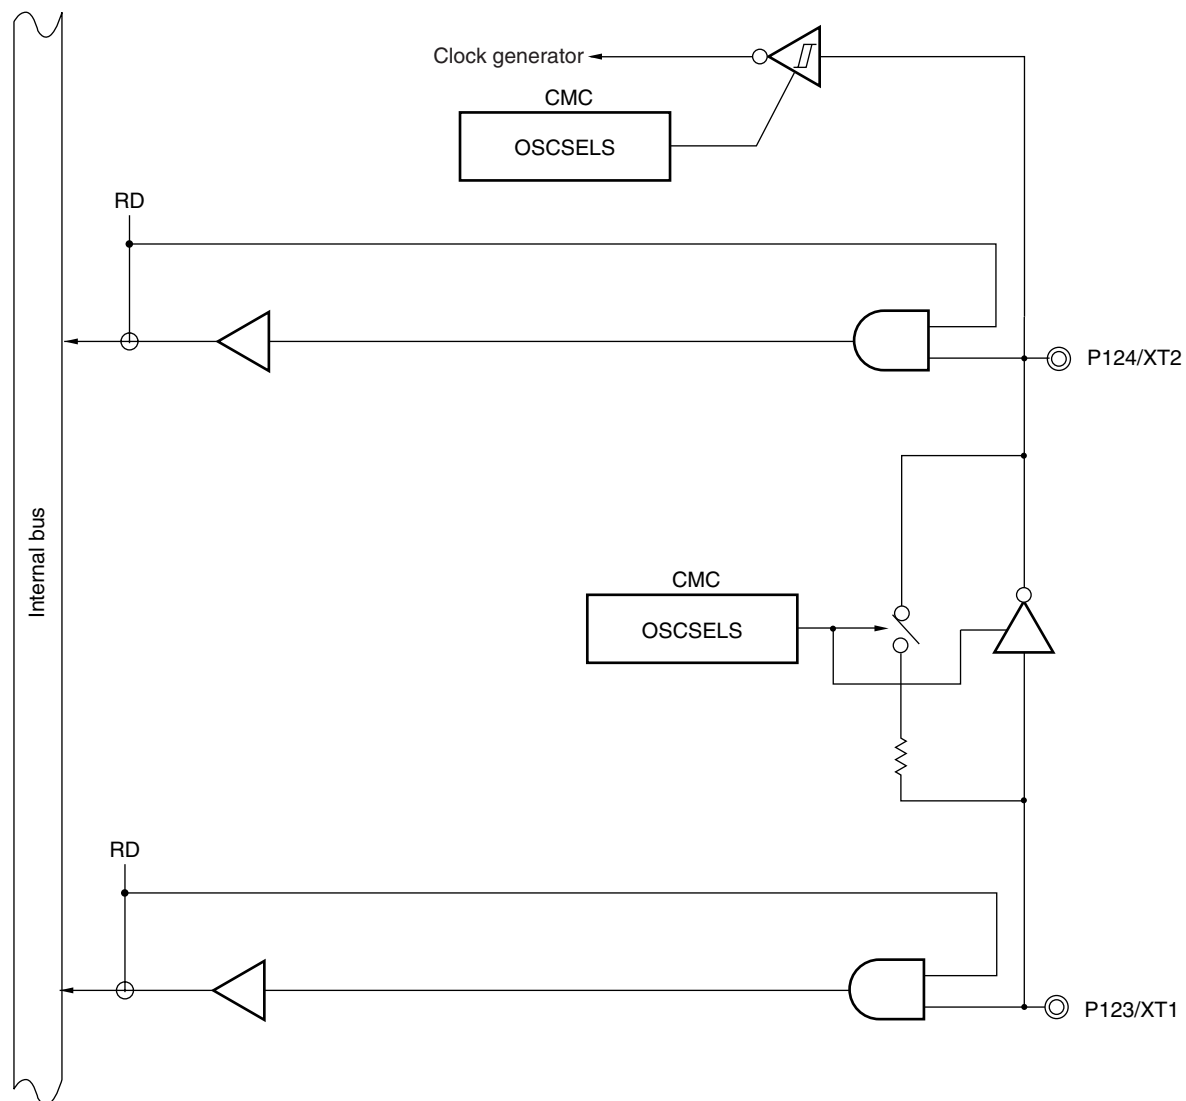 Clock generator
CMC
OSCSELS
RD
P124/XT2
Internal bus
CMC
OSCSELS
RD
P123/XT1